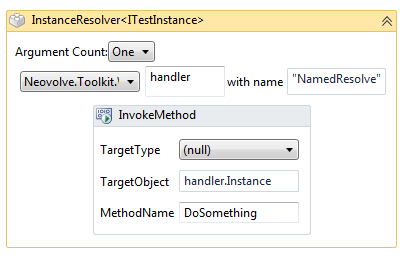 InstanceResolver<ITestInstance>
Argument Count: One
Neovolve.Toolkit. handler with name "NamedResolve"
InvokeMethod
TargetType (null)
TargetObject handler.Instance
MethodName DoSomething